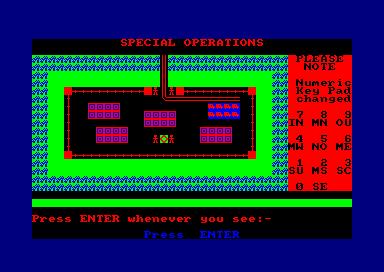 SPECIAL OPERATIONS
PLEASE
NOTE
Numeric
Key Pad
changed
7 8 9
IN MN OU
4 5 6
MW NO ME
1 2 3
SU MS SC
0 SE
Press ENTER whenever you see:-
Press ENTER